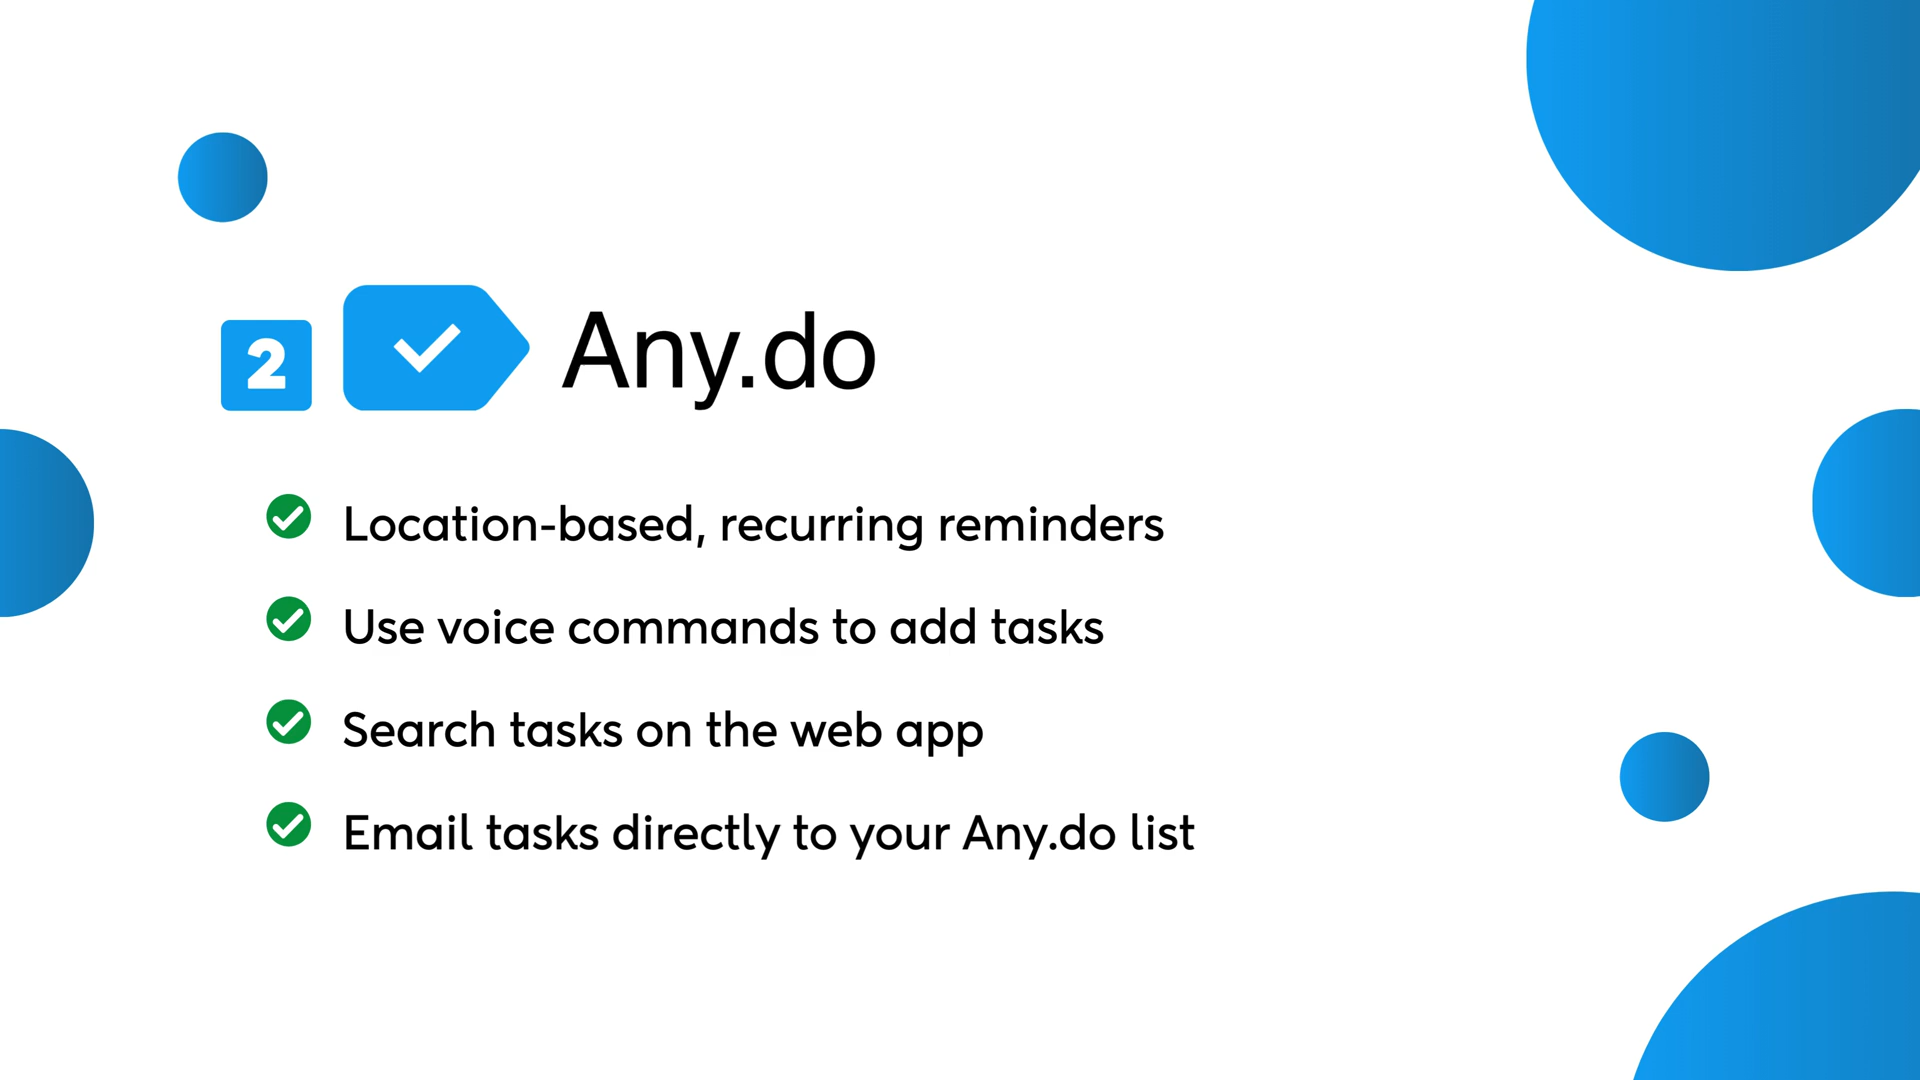 2 Any.do
Location-based, recurring reminders
Use voice commands to add tasks
Search tasks on the web app
Email tasks directly to your Any.do list